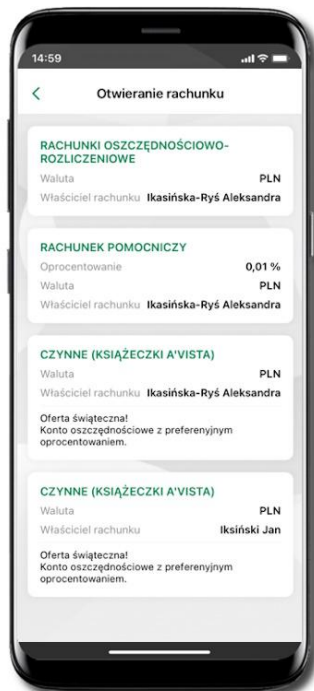 14:59
Otwieranie rachunku
RACHUNKI OSZCZĘDNOŚCIOWO-
ROZLICZENIOWE
Waluta PLN
Właściciel rachunku Ikasińska-Ryś Aleksandra
RACHUNEK POMOCNICZY
Oprocentowanie 0,01 %
Waluta PLN
Właściciel rachunku Ikasińska-Ryś Aleksandra
CZYNNE (KSIĄŻECZKI A'VISTA)
Waluta PLN
Właściciel rachunku Ikasińska-Ryś Aleksandra
Oferta świąteczna!
Konto oszczędnościowe z preferenyjnym
oprocentowaniem.
CZYNNE (KSIĄŻECZKI A'VISTA)
Waluta PLN
Właściciel rachunku Iksiński Jan
Oferta świąteczna!
Konto oszczędnościowe z preferenyjnym
oprocentowaniem.